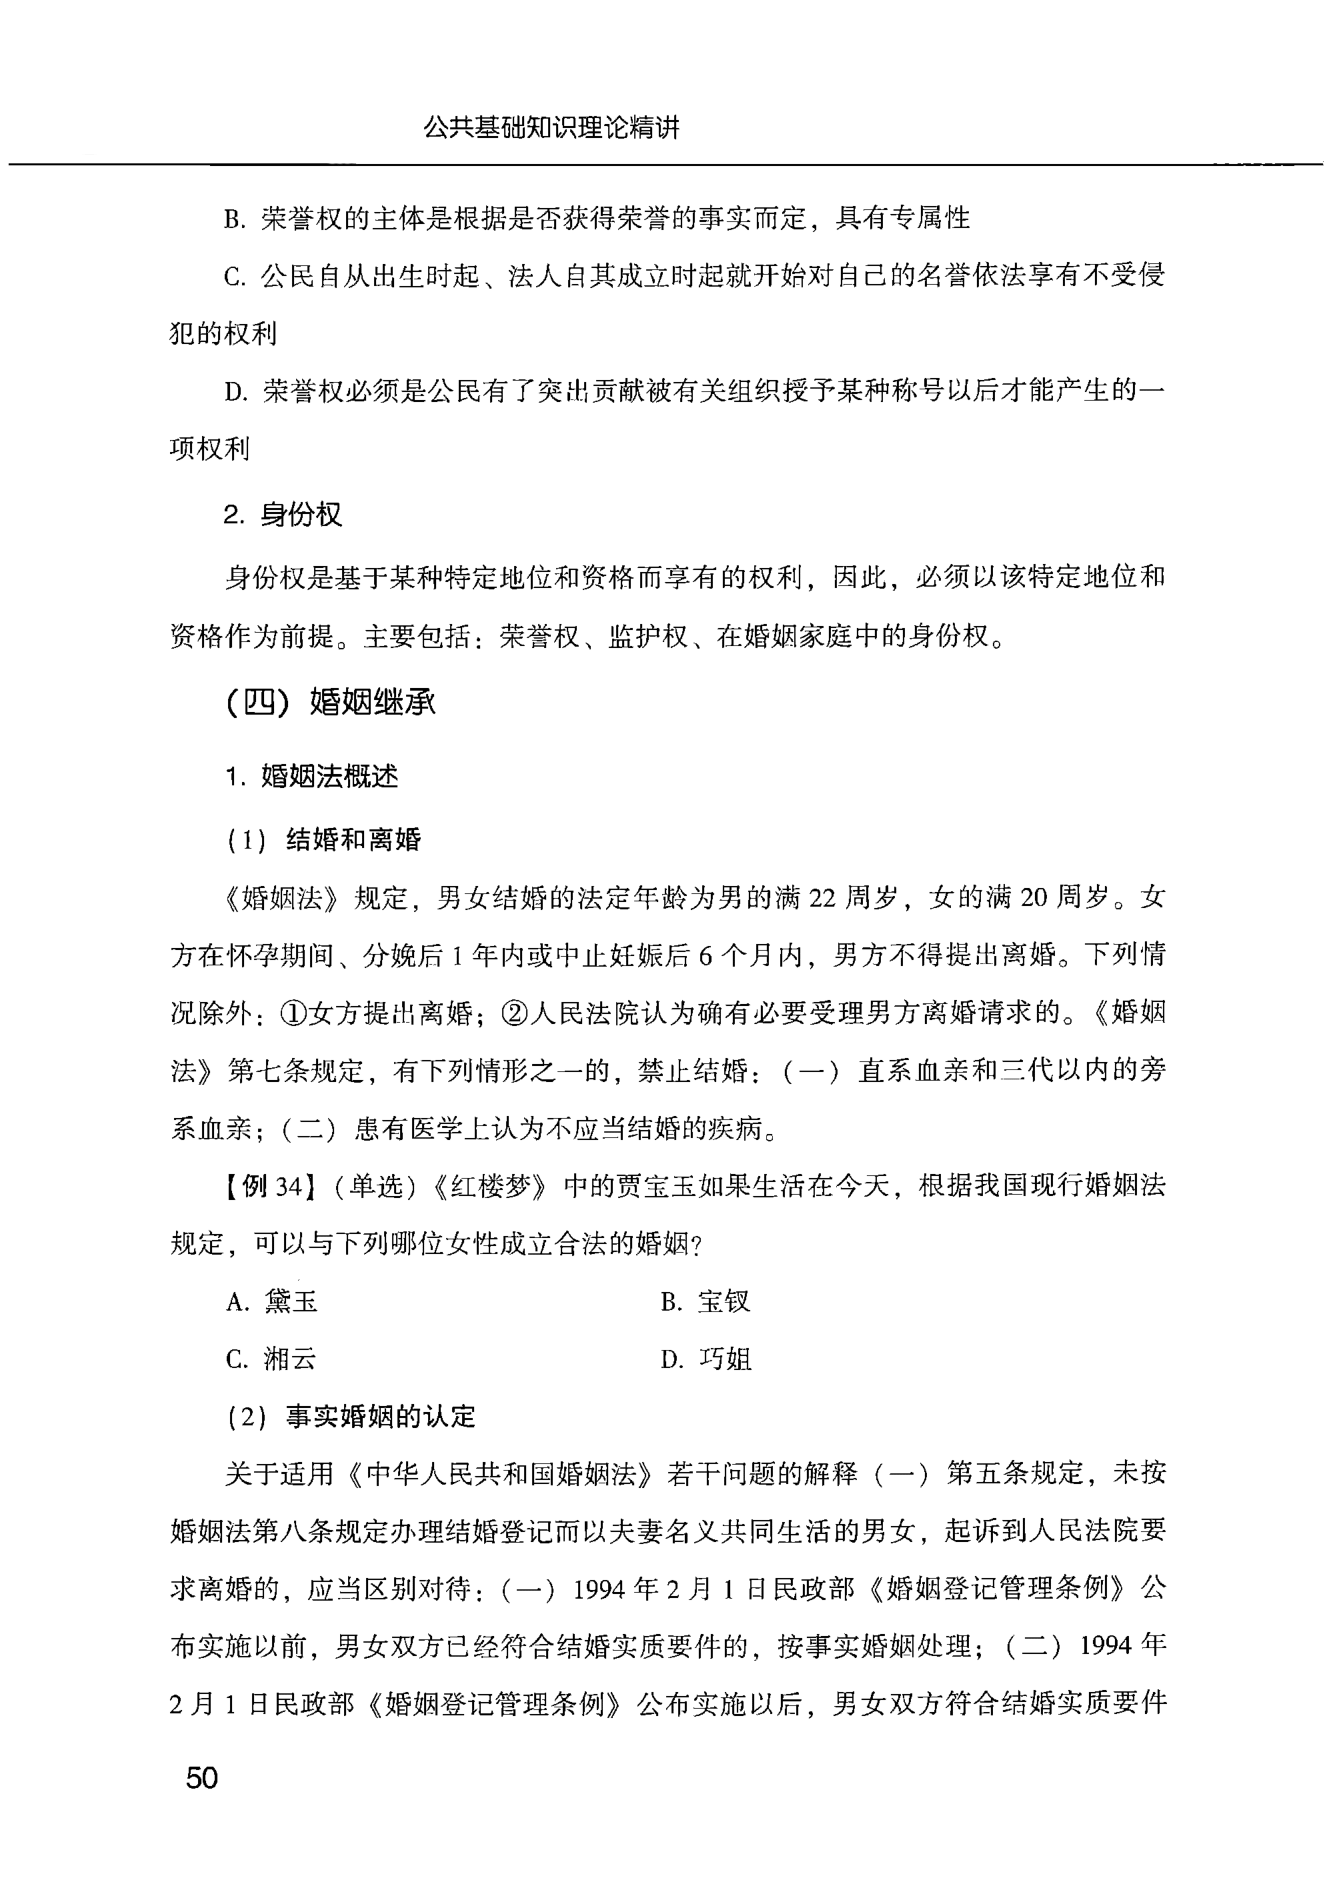 公共基础知识理论精讲
B. 荣誉权的主体是根据是否获得荣誉的事实而定，具有专属性
C. 公民自从出生时起、法人自其成立时起就开始对自己的名誉依法享有不受侵
犯的权利
D. 荣誉权必须是公民有了突出贡献被有关组织授予某种称号以后才能产生的一
项权利
2. 身份权
身份权是基于某种特定地位和资格而享有的权利，因此，必须以该特定地位和
资格作为前提。主要包括：荣誉权、监护权、在婚姻家庭中的身份权。
（四）婚姻继承
1. 婚姻法概述
（1）结婚和离婚
《婚姻法》规定，男女结婚的法定年龄为男的满 22 周岁，女的满 20 周岁。女
方在怀孕期间、分娩后 1 年内或中止妊娠后 6 个月内，男方不得提出离婚。下列情
况除外：①女方提出离婚；②人民法院认为确有必要受理男方离婚请求的。《婚姻
法》第七条规定，有下列情形之一的，禁止结婚：（一）直系血亲和三代以内的旁
系血亲；（二）患有医学上认为不应当结婚的疾病。
【例 34】（单选）《红楼梦》中的贾宝玉如果生活在今天，根据我国现行婚姻法
规定，可以与下列哪位女性成立合法的婚姻？
A. 黛玉 B. 宝钗
C. 湘云 D. 巧姐
（2）事实婚姻的认定
关于适用《中华人民共和国婚姻法》若干问题的解释（一）第五条规定，未按
婚姻法第八条规定办理结婚登记而以夫妻名义共同生活的男女，起诉到人民法院要
求离婚的，应当区别对待：（一）1994 年 2 月 1 日民政部《婚姻登记管理条例》公
布实施以前，男女双方已经符合结婚实质要件的，按事实婚姻处理；（二）1994 年
2 月 1 日民政部《婚姻登记管理条例》公布实施以后，男女双方符合结婚实质要件
50